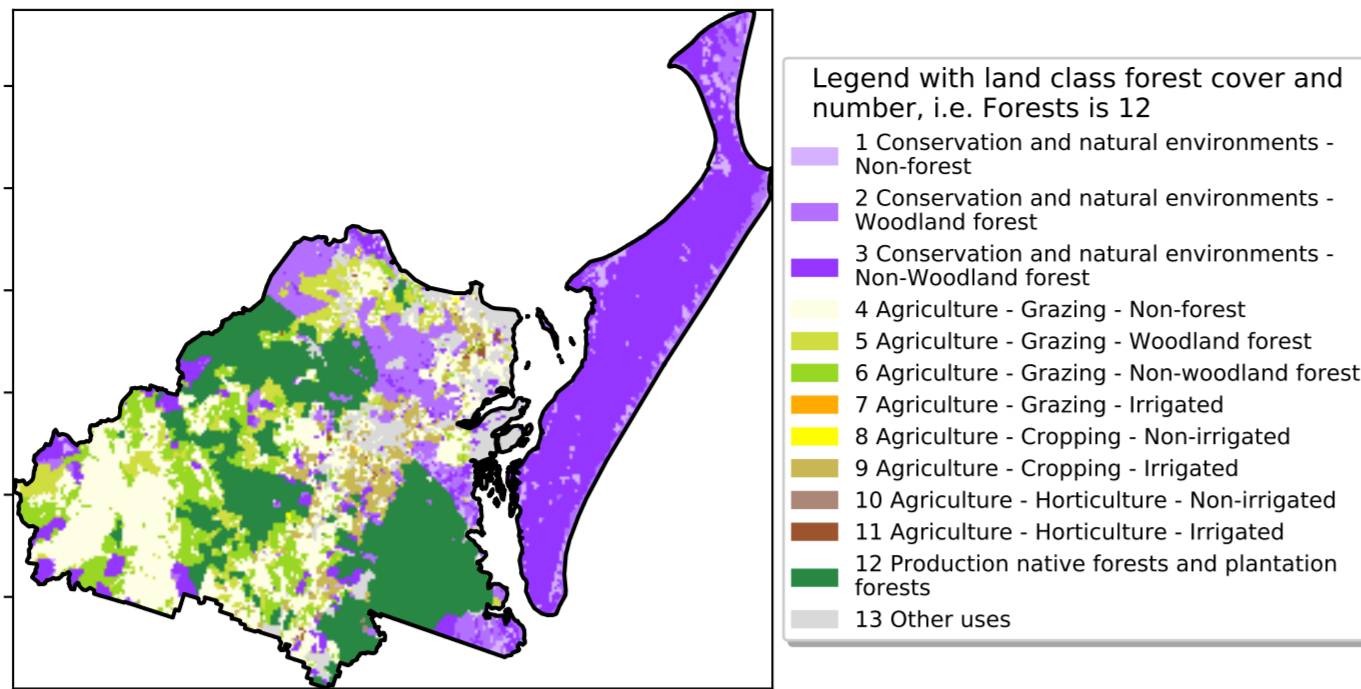 Legend with land class forest cover and
number, i.e. Forests is 12
1 Conservation and natural environments -
Non-forest
2 Conservation and natural environments -
Woodland forest
3 Conservation and natural environments -
Non-Woodland forest
4 Agriculture - Grazing - Non-forest
5 Agriculture - Grazing - Woodland forest
6 Agriculture - Grazing - Non-woodland forest
7 Agriculture - Grazing - Irrigated
8 Agriculture - Cropping - Non-irrigated
9 Agriculture - Cropping - Irrigated
10 Agriculture - Horticulture - Non-irrigated
11 Agriculture - Horticulture - Irrigated
12 Production native forests and plantation
forests
13 Other uses